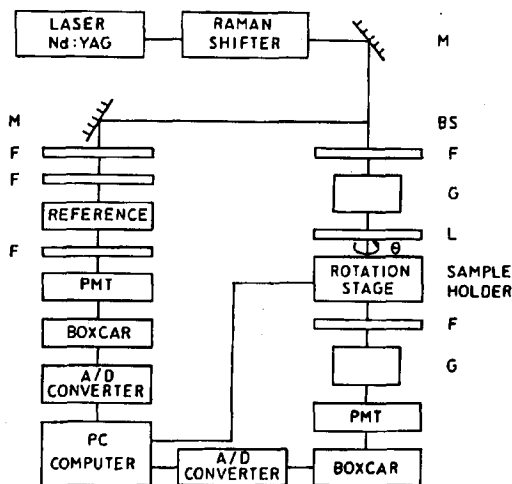 LASER
Nd:YAG
RAMAN
SHIFTER
M
M
BS
F
F
F
G
REFERENCE
L
θ
F
ROTATION
STAGE
SAMPLE
HOLDER
PMT
F
BOXCAR
G
A/D
CONVERTER
PMT
PC
COMPUTER
A/D
CONVERTER
BOXCAR